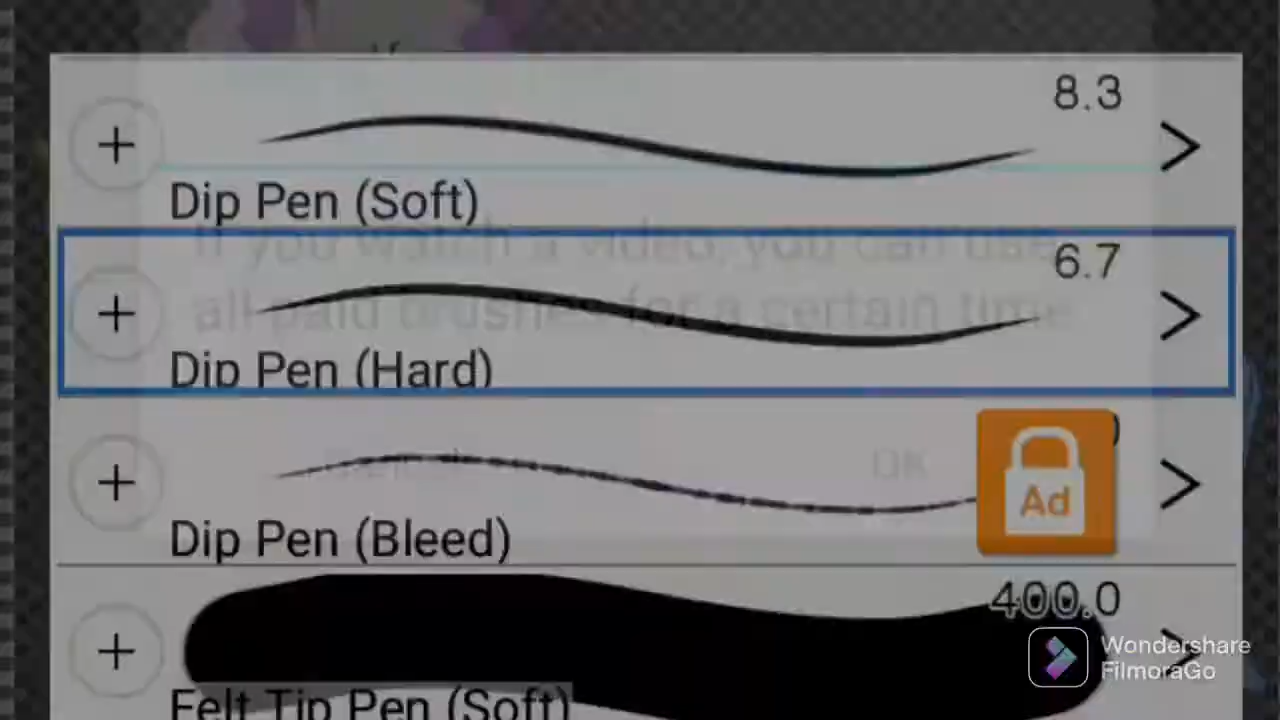 8.3
Dip Pen (Soft)
If you watch a video, you can use
6.7
all paid brushes for a certain time
Dip Pen (Hard)
OK
Ad
Dip Pen (Bleed)
400.0
Wondershare
FilmoraGo
Felt Tip Pen (Soft)